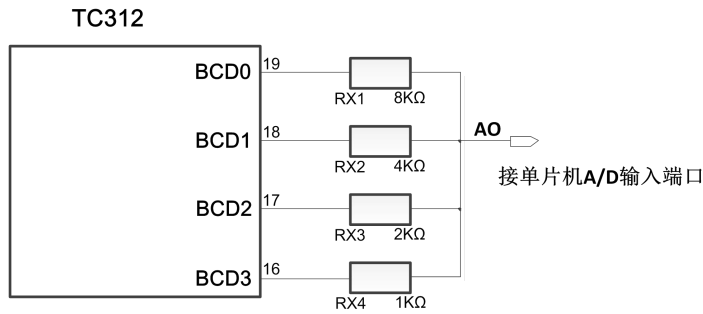 TC312
BCD0 19
RX1 8KΩ
BCD1 18 AO
RX2 4KΩ
接单片机A/D输入端口
BCD2 17
RX3 2KΩ
BCD3 16
RX4 1KΩ